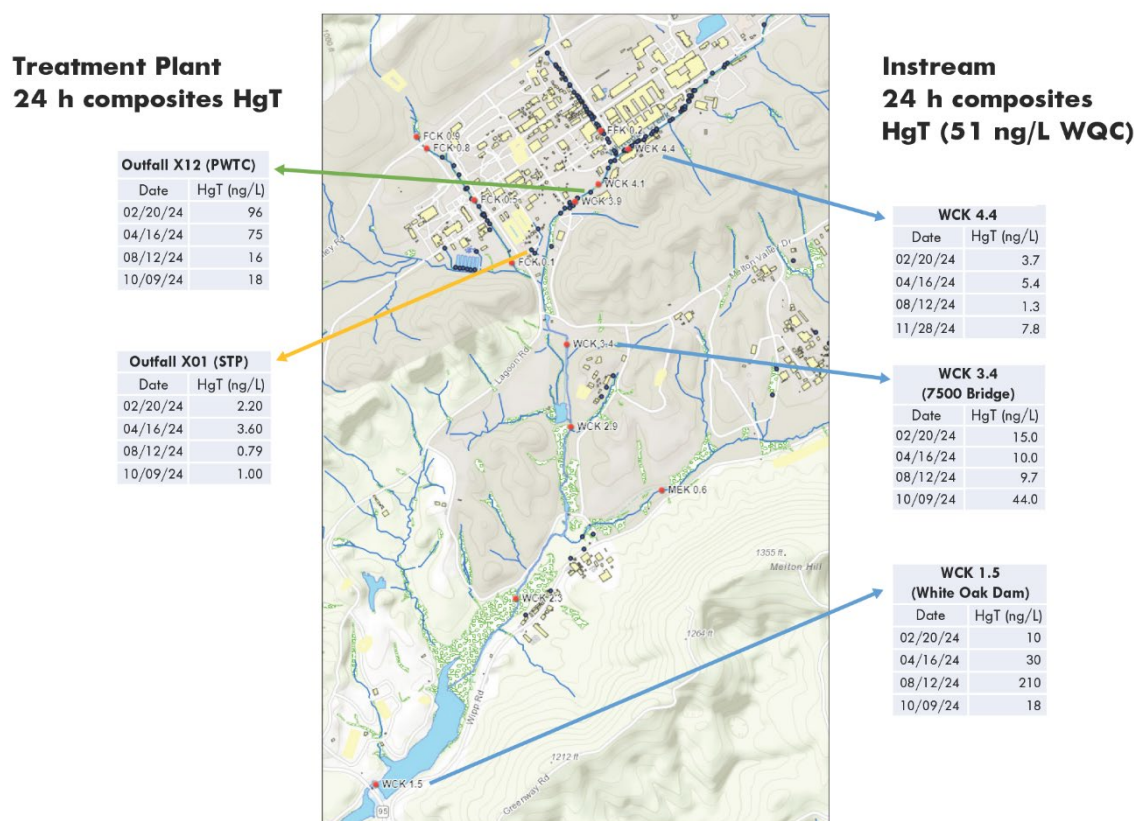 Treatment Plant
24 h composites HgT
Outfall X12 (PWTC)
Date HgT (ng/L)
02/20/24 96
04/16/24 75
08/12/24 16
10/09/24 18
Outfall X01 (STP)
Date HgT (ng/L)
02/20/24 2.20
04/16/24 3.60
08/12/24 0.79
10/09/24 1.00
FCK 0.9
FCK 0.8
FFK 0.2
WCK 4.4
WCK 4.1
FCK 0.5
WCK 3.9
FCK 0.1
Melton Valley Dr
WCK 3.4
Lagoon Rd
WCK 2.9
MEK 0.6
1355 ft
Melton Hill
WCK 2.3
1264 ft
Wipp Rd
1212 ft
WCK 1.5
Greenway Rd
95
Instream
24 h composites
HgT (51 ng/L WQC)
WCK 4.4
Date HgT (ng/L)
02/20/24 3.7
04/16/24 5.4
08/12/24 1.3
11/28/24 7.8
WCK 3.4
(7500 Bridge)
Date HgT (ng/L)
02/20/24 15.0
04/16/24 10.0
08/12/24 9.7
10/09/24 44.0
WCK 1.5
(White Oak Dam)
Date HgT (ng/L)
02/20/24 10
04/16/24 30
08/12/24 210
10/09/24 18